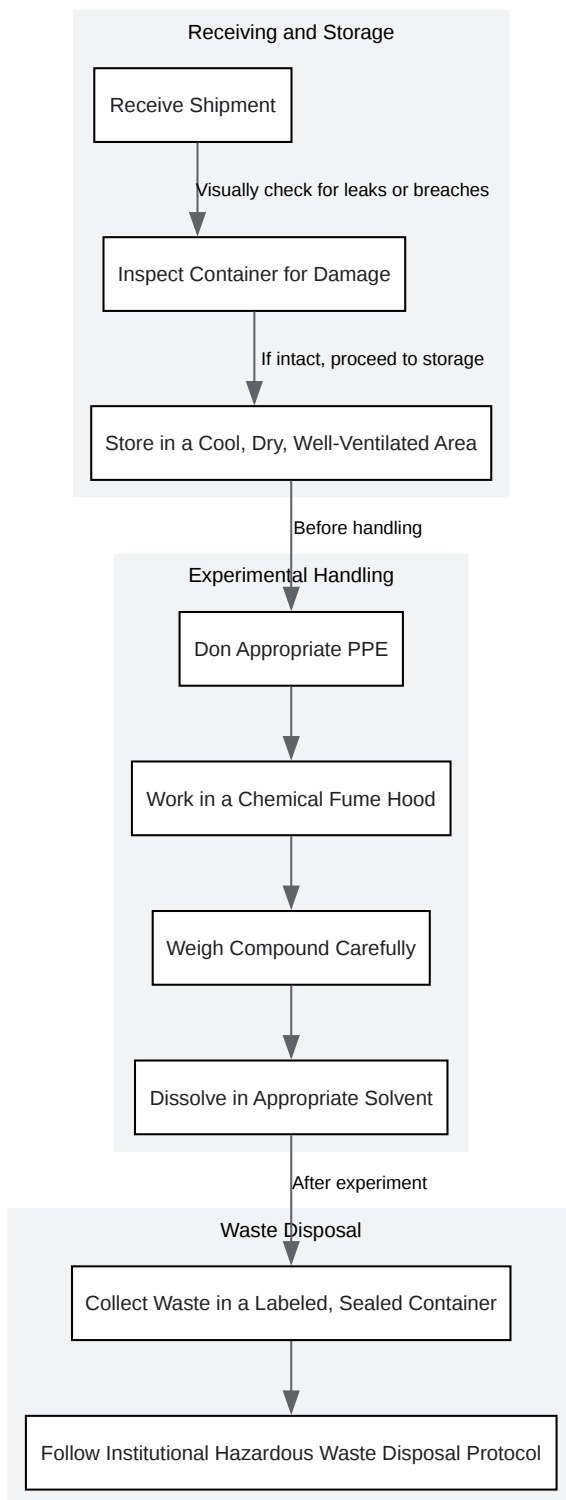 Receiving and Storage
Receive Shipment
Visually check for leaks or breaches
Inspect Container for Damage
If intact, proceed to storage
Store in a Cool, Dry, Well-Ventilated Area
Before handling
Experimental Handling
Don Appropriate PPE
Work in a Chemical Fume Hood
Weigh Compound Carefully
Dissolve in Appropriate Solvent
After experiment
Waste Disposal
Collect Waste in a Labeled, Sealed Container
Follow Institutional Hazardous Waste Disposal Protocol